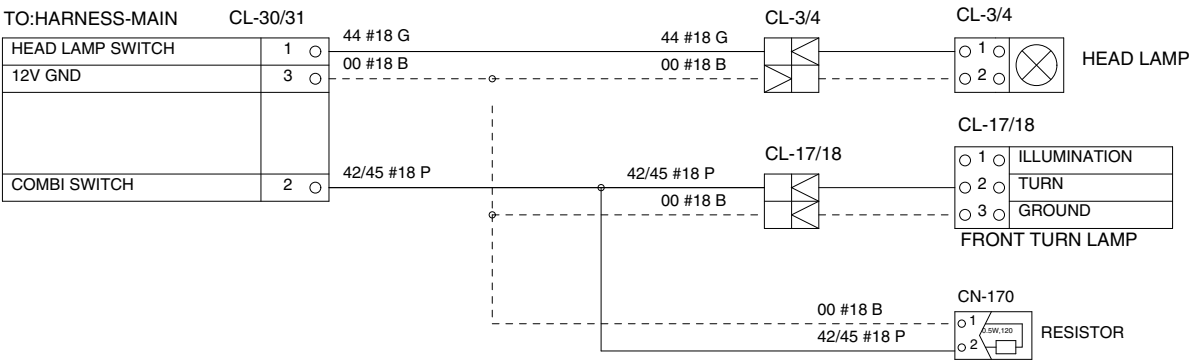 TO:HARNESS-MAIN CL-30/31 CL-3/4 CL-3/4
HEAD LAMP SWITCH 1 44 #18 G 44 #18 G 1
12V GND 3 00 #18 B 00 #18 B 2
HEAD LAMP
CL-17/18
CL-17/18
COMBI SWITCH 2 42/45 #18 P 42/45 #18 P
00 #18 B
1 ILLUMINATION
2 TURN
3 GROUND
FRONT TURN LAMP
CN-170
00 #18 B 1
42/45 #18 P 2
0.5W,120
RESISTOR